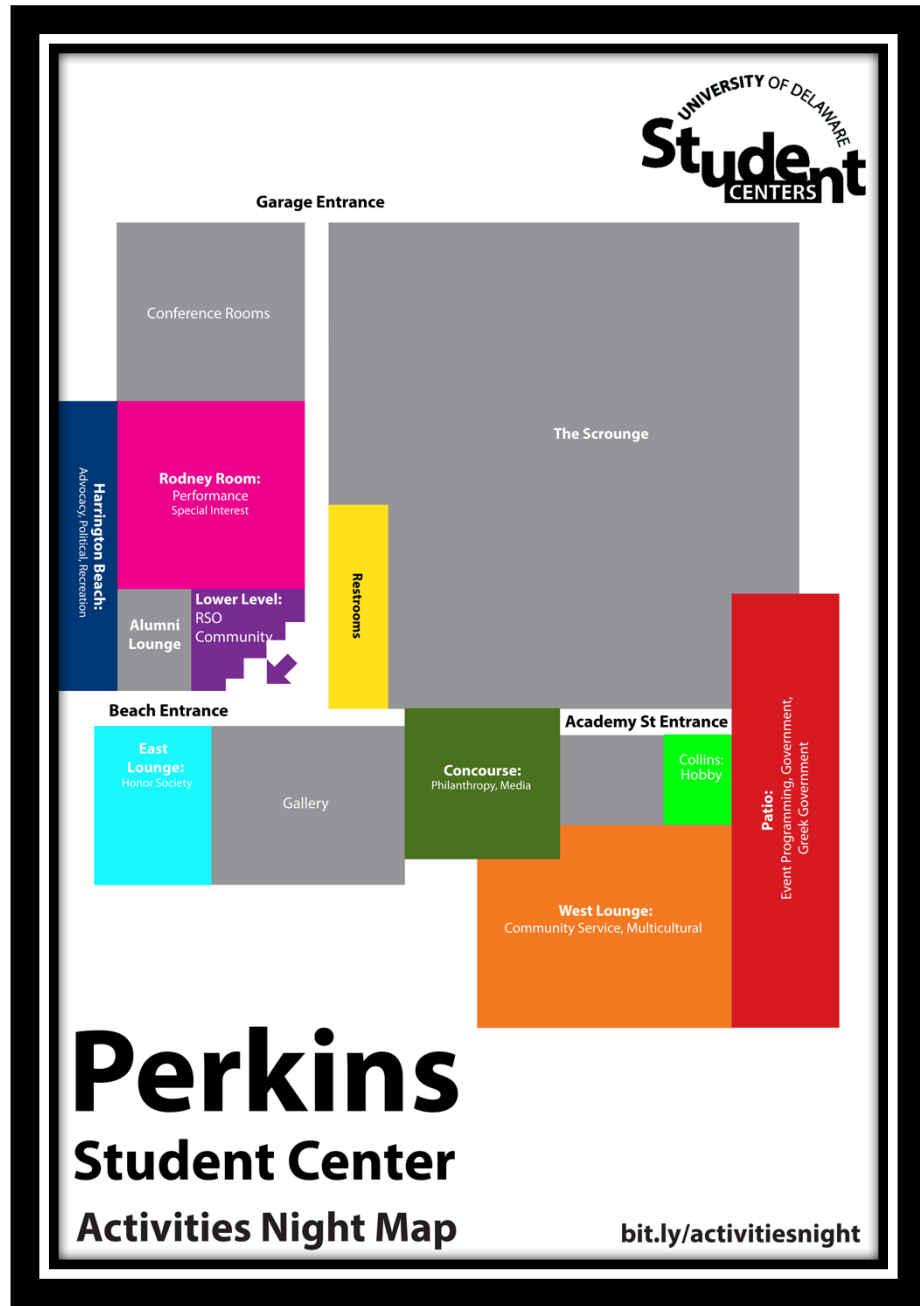 UNIVERSITY OF DELAWARE
Student
CENTERS
Garage Entrance
Conference Rooms
The Scrounge
Harrington Beach:
Advocacy, Political, Recreation
Rodney Room:
Performance
Special Interest
Restrooms
Alumni
Lounge
Lower Level:
RSO
Community
Beach Entrance
Academy St Entrance
East
Lounge:
Honor Society
Gallery
Concourse:
Philanthropy, Media
Collins:
Hobby
Patio:
Event Programming, Government,
Greek Government
West Lounge:
Community Service, Multicultural
Perkins
Student Center
Activities Night Map
bit.ly/activitiesnight